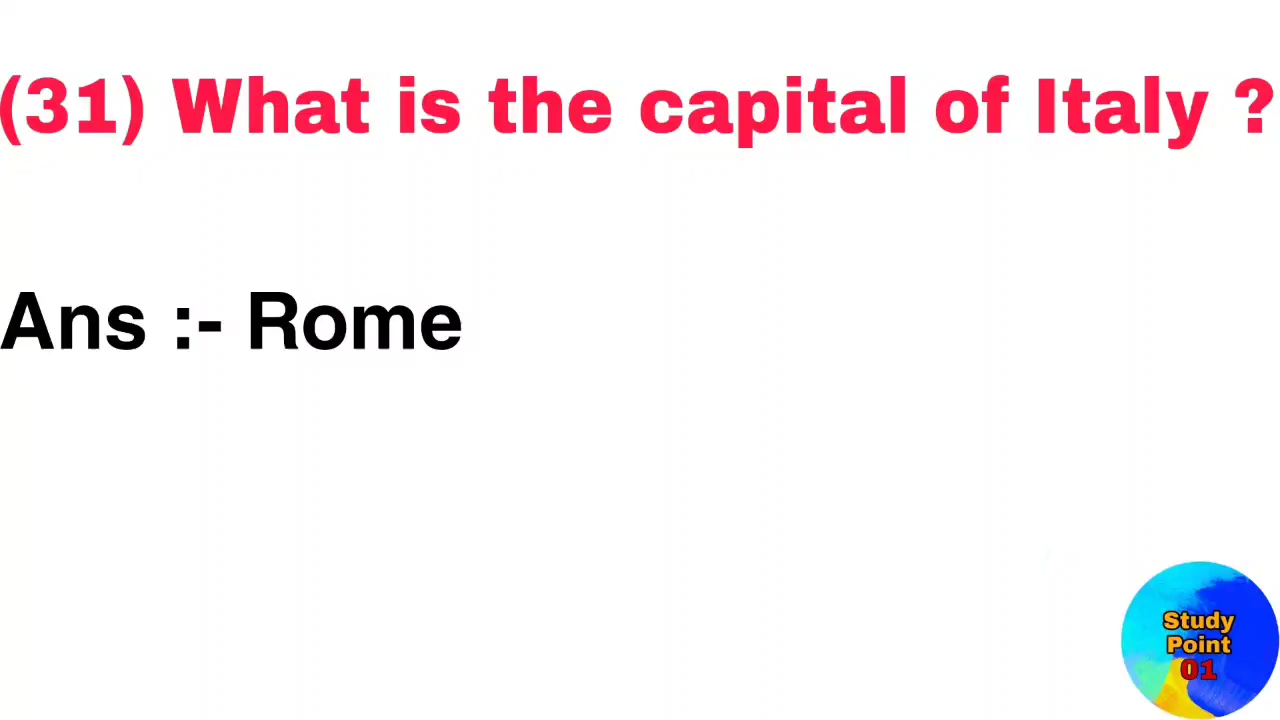 (31) What is the capital of Italy ?
Ans :- Rome
Study
Point
01